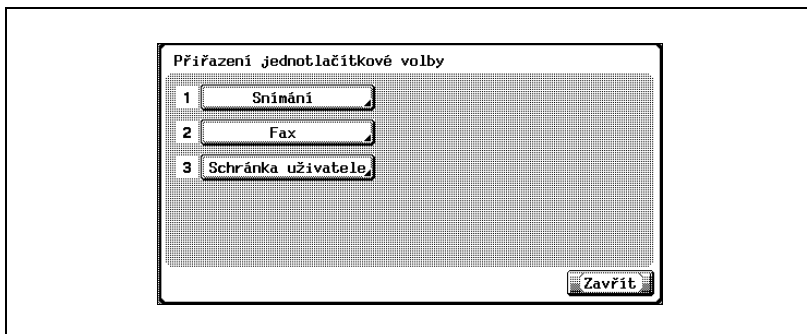 Přiřazení jednotlačítkové volby
1 Snímání
2 Fax
3 Schránka uživatele
Zavřít